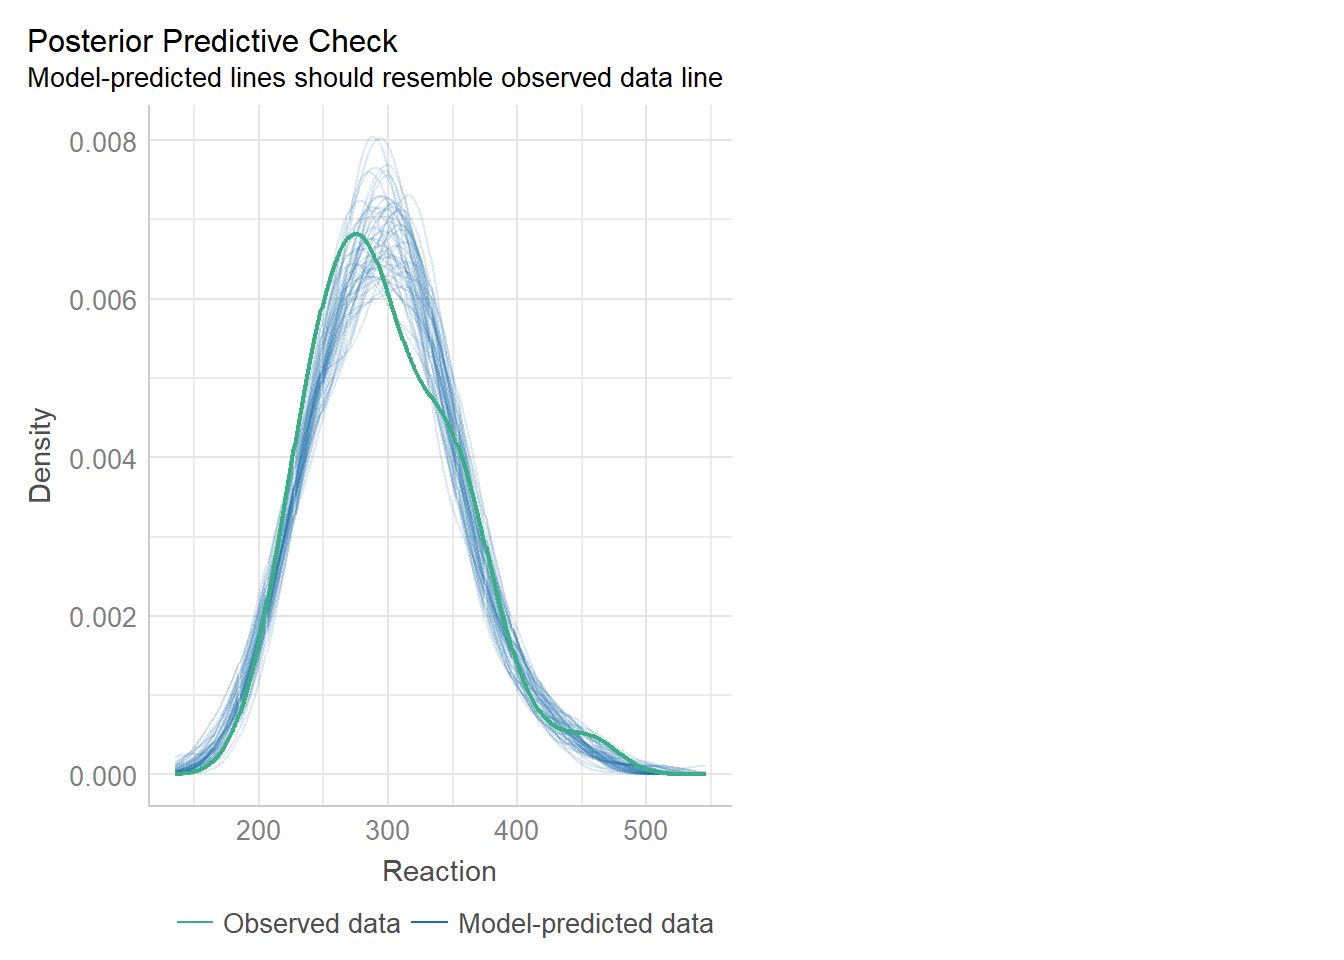 Posterior Predictive Check
Model-predicted lines should resemble observed data line
0.008
0.006
0.004
0.002
0.000
Density
200 300 400 500
Reaction
Observed data Model-predicted data